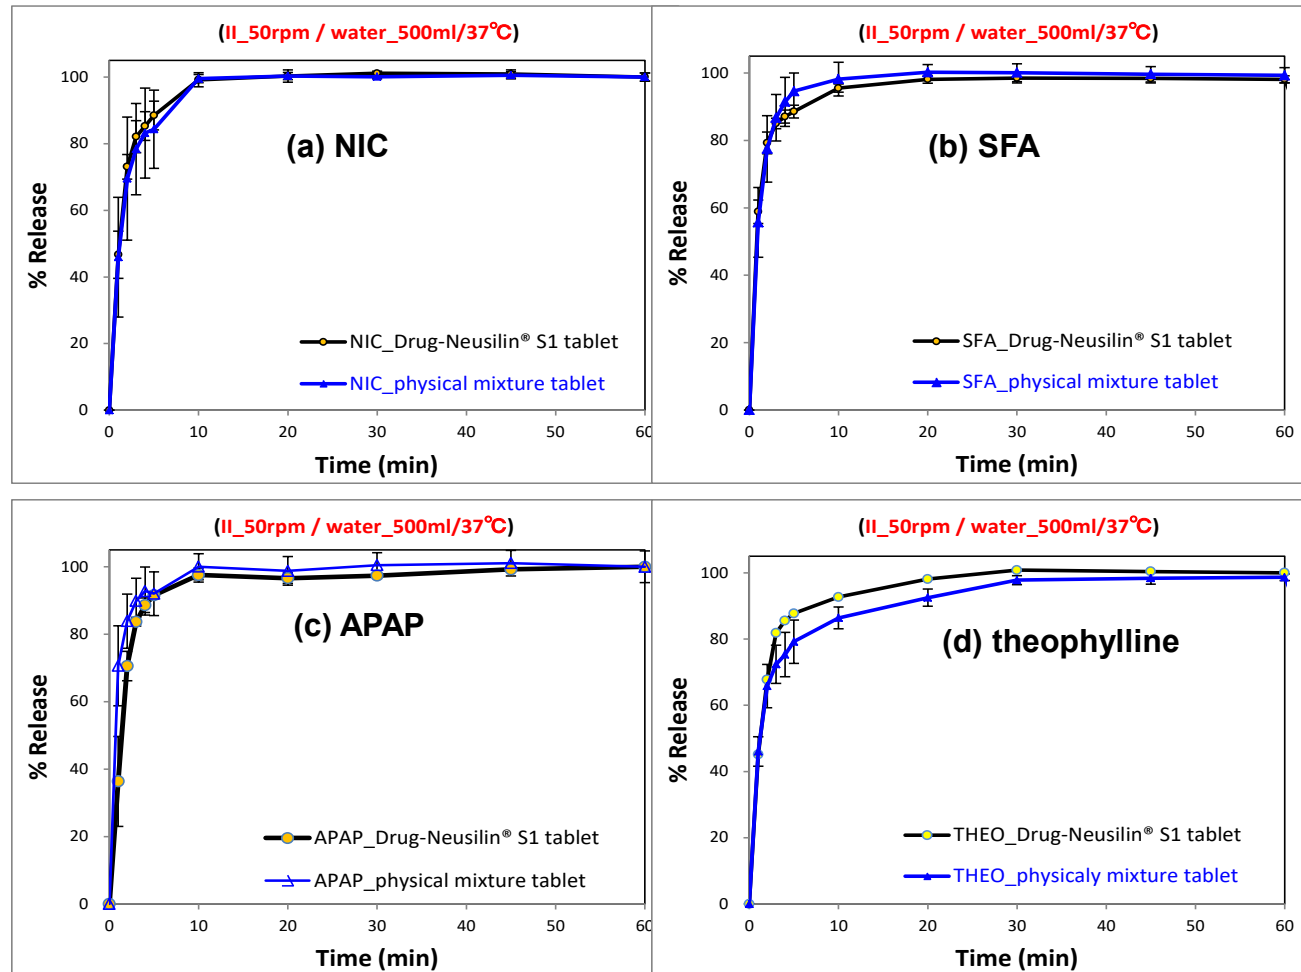 (II_50rpm / water_500ml/37℃)
100
80
60
40
20
0
% Release
(a) NIC
NIC_Drug-Neusilin® S1 tablet
NIC_physical mixture tablet
0 10 20 30 40 50 60
Time (min)
(II_50rpm / water_500ml/37℃)
100
80
60
40
20
0
% Release
(b) SFA
SFA_Drug-Neusilin® S1 tablet
SFA_physical mixture tablet
0 10 20 30 40 50 60
Time (min)
(II_50rpm / water_500ml/37℃)
100
80
60
40
20
0
% Release
(c) APAP
APAP_Drug-Neusilin® S1 tablet
APAP_physical mixture tablet
0 10 20 30 40 50 60
Time (min)
(II_50rpm / water_500ml/37℃)
100
80
60
40
20
0
% Release
(d) theophylline
THEO_Drug-Neusilin® S1 tablet
THEO_physicaly mixture tablet
0 10 20 30 40 50 60
Time (min)